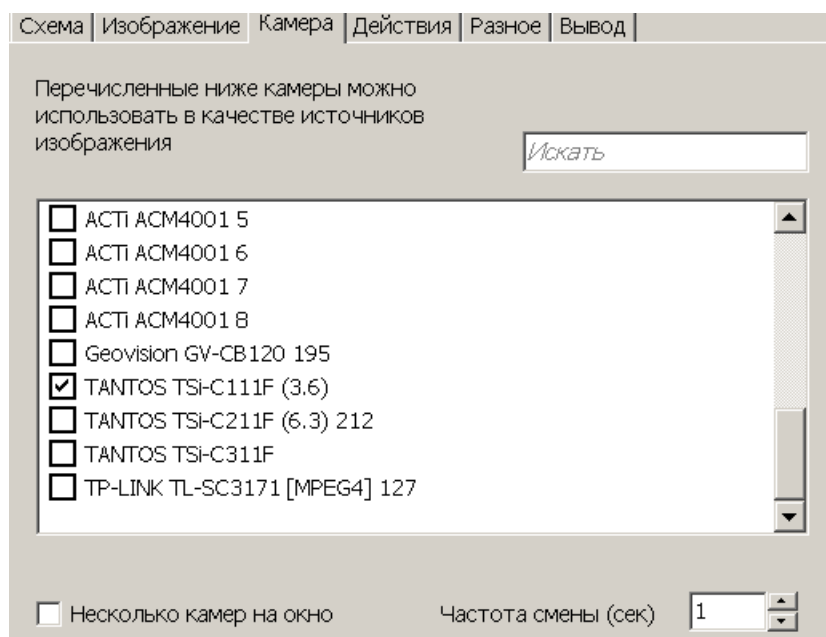 Схема Изображение Камера Действия Разное Вывод
Перечисленные ниже камеры можно
использовать в качестве источников
изображения
Искать
ACTi ACM4001 5
ACTi ACM4001 6
ACTi ACM4001 7
ACTi ACM4001 8
Geovision GV-CB120 195
TANTOS TSi-C111F (3.6)
TANTOS TSi-C211F (6.3) 212
TANTOS TSi-C311F
TP-LINK TL-SC3171 [MPEG4] 127
Несколько камер на окно Частота смены (сек) 1